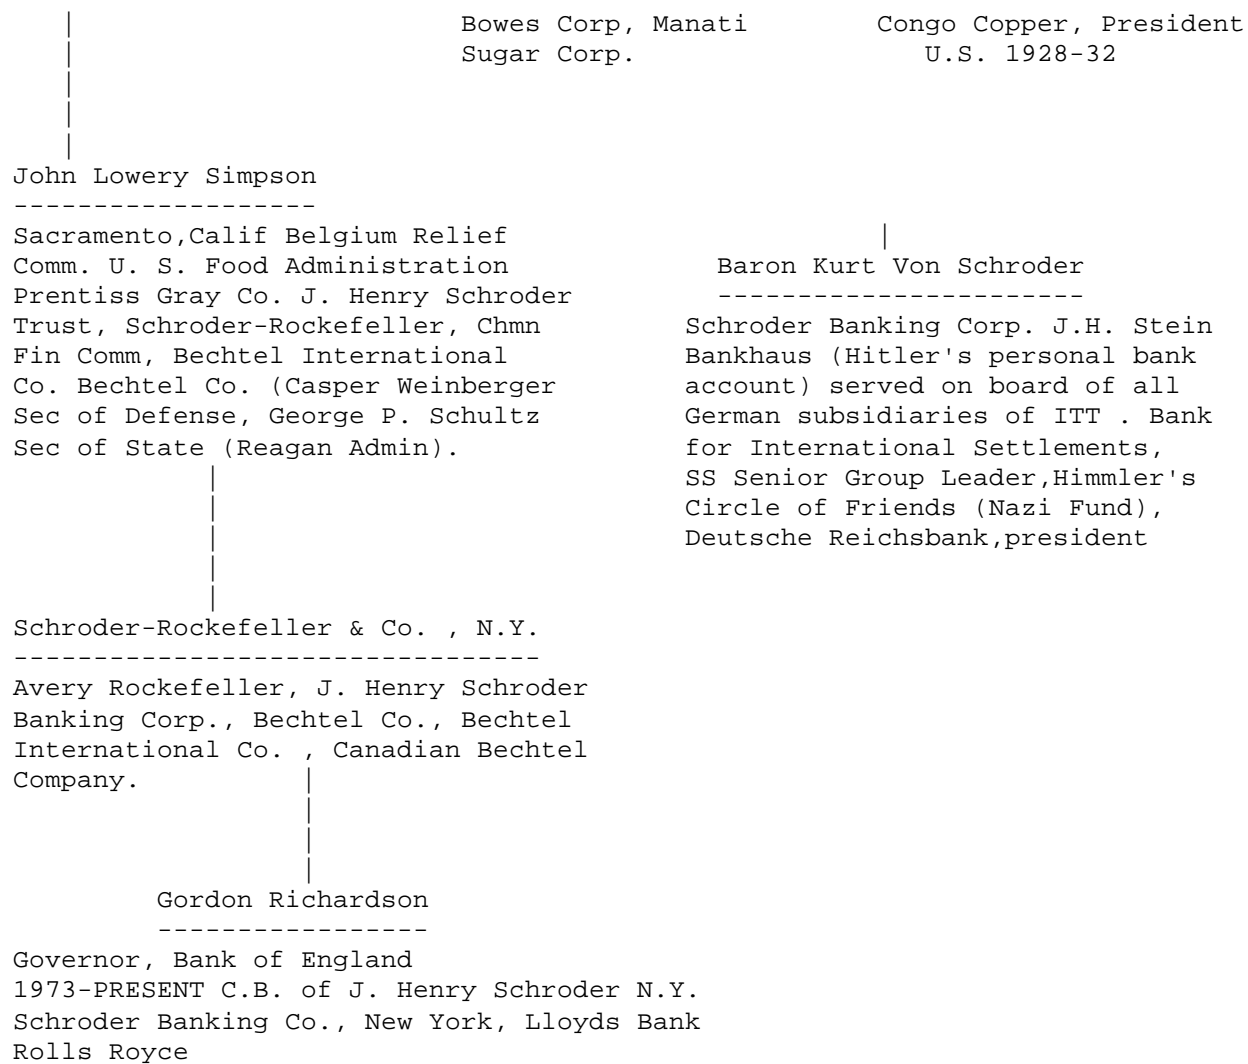 Bowes Corp, Manati
Sugar Corp.
Congo Copper, President
U.S. 1928-32
John Lowery Simpson
-------------------
Sacramento,Calif Belgium Relief
Comm. U. S. Food Administration
Prentiss Gray Co. J. Henry Schroder
Trust, Schroder-Rockefeller, Chmn
Fin Comm, Bechtel International
Co. Bechtel Co. (Casper Weinberger
Sec of Defense, George P. Schultz
Sec of State (Reagan Admin).
Baron Kurt Von Schroder
-----------------------
Schroder Banking Corp. J.H. Stein
Bankhaus (Hitler's personal bank
account) served on board of all
German subsidiaries of ITT . Bank
for International Settlements,
SS Senior Group Leader,Himmler's
Circle of Friends (Nazi Fund),
Deutsche Reichsbank,president
Schroder-Rockefeller & Co. , N.Y.
---------------------------------
Avery Rockefeller, J. Henry Schroder
Banking Corp., Bechtel Co., Bechtel
International Co. , Canadian Bechtel
Company.
Gordon Richardson
-----------------
Governor, Bank of England
1973-PRESENT C.B. of J. Henry Schroder N.Y.
Schroder Banking Co., New York, Lloyds Bank
Rolls Royce